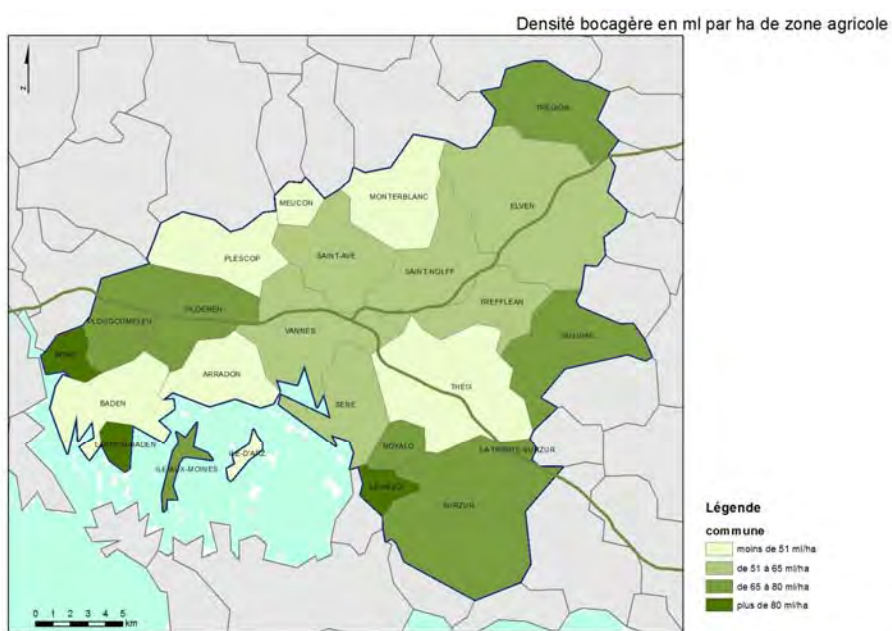 Densité bocagère en ml par ha de zone agricole
z
TREDION
MONTERBLANC
MEUCON
ELVEN
PLESCOP
SAINT-AVE
SAINT-NOLFF
TREFFLEAN
PLOEREN
PLOUGOUMELEN
VANNES
SULNIAC
BONO
ARRADON
THEIX
BADEN
SENE
LARMOR-BADEN
NOYALO
LA TRINITE-SURZUR
ILE-D'ARZ
ILE-AUX-MOINES
LE HEZO
SURZUR
Légende
commune
moins de 51 ml/ha
de 51 à 65 ml/ha
de 65 à 80 ml/ha
plus de 80 ml/ha
0 1 2 3 4 5
km